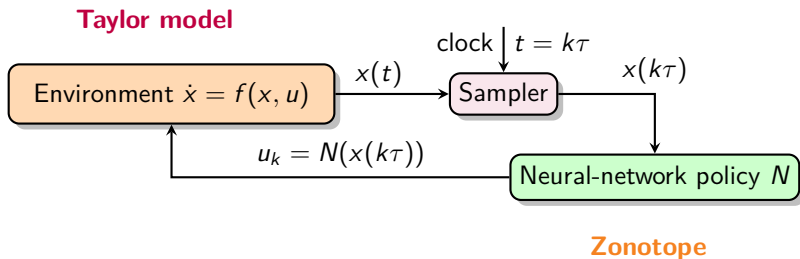 Taylor model
clock t = kτ
Environment ẋ = f(x, u)
x(t)
Sampler
x(kτ)
u_k = N(x(kτ))
Neural-network policy N
Zonotope